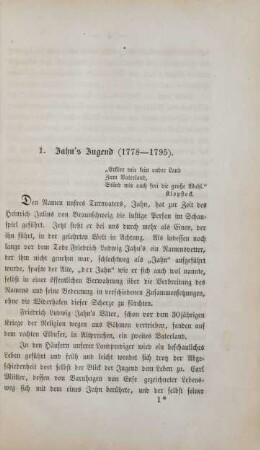 1. Jahn's Jugend (1778—1795).
„Erkoren wie kein ander Land
Zum Vaterland,
Stünd mir auch frei die große Wahl."
Klopstock.
Den Namen unsres Turnvaters, Jahn, hat zur Zeit des
Heinrich Julius von Braunschweig die lustige Person im Schau-
spiel geführt. Jetzt steht er durch mehr als Einen, der
ihn führt, in der gelehrten Welt in Achtung. Als indessen noch
lange vor dem Tode Friedrich Ludwig Jahn's ein Namensvetter,
der ihm nicht genehm war, schlechtweg als „Jahn" aufgeführt
wurde, spaßte der Alte, „der Jahn" wie er sich auch wol nannte,
selbst in einer öffentlichen Verwahrung über die Verbreitung des
Namens und seine Bedeutung in verschiedenen Zusammensetzungen,
ohne die Widerhaken dieser Scherze zu fürchten.
Friedrich Ludwig Jahn's Väter, schon vor dem 30jährigen
Kriege der Religion wegen aus Böhmen vertrieben, fanden auf
dem rechten Elbufer, in Altpreußen, ein zweites Vaterland.
In den Häusern unserer Landprediger wird ein beschauliches
Leben geführt und früh und leicht wendet sich trotz der Abge-
schiedenheit dort selbst der Blick der Jugend dem Leben zu. Carl
Müller, dessen von Varnhagen von Ense gezeichneter Lebens-
weg sich mit dem eines Jahn berührte, und der selbst seiner
1*